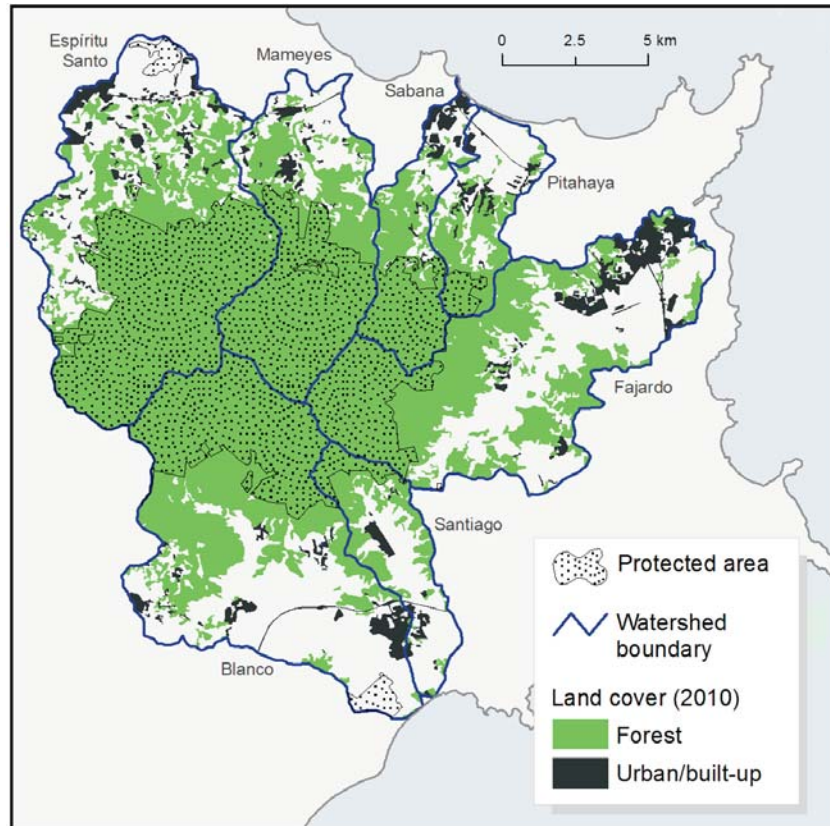 Espíritu
Santo
Mameyes
0 2.5 5 km
Sabana
Pitahaya
Fajardo
Santiago
Blanco
Protected area
Watershed
boundary
Land cover (2010)
Forest
Urban/built-up